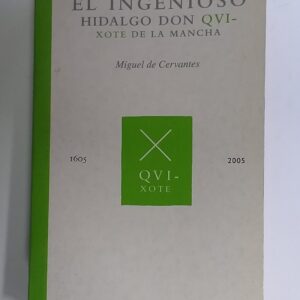 EL INGENIOSO
HIDALGO DON QVI-
XOTE DE LA MANCHA
Miguel de Cervantes
1605
2005
QVI-
XOTE